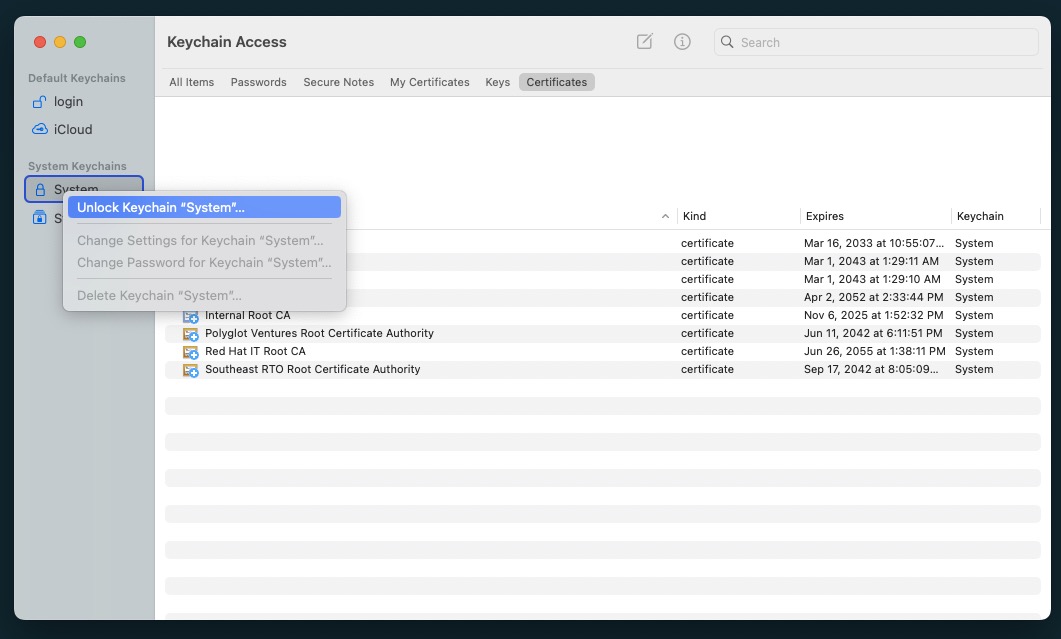 Keychain Access
Search
All Items Passwords Secure Notes My Certificates Keys Certificates
Default Keychains
login
iCloud
System Keychains
System
S
Unlock Keychain “System”...
Change Settings for Keychain “System”...
Change Password for Keychain “System”...
Delete Keychain “System”...
Kind Expires Keychain
certificate Mar 16, 2033 at 10:55:07... System
certificate Mar 1, 2043 at 1:29:11 AM System
certificate Mar 1, 2043 at 1:29:10 AM System
certificate Apr 2, 2052 at 2:33:44 PM System
Internal Root CA certificate Nov 6, 2025 at 1:52:32 PM System
Polyglot Ventures Root Certificate Authority certificate Jun 11, 2042 at 6:11:51 PM System
Red Hat IT Root CA certificate Jun 26, 2055 at 1:38:11 PM System
Southeast RTO Root Certificate Authority certificate Sep 17, 2042 at 8:05:09... System